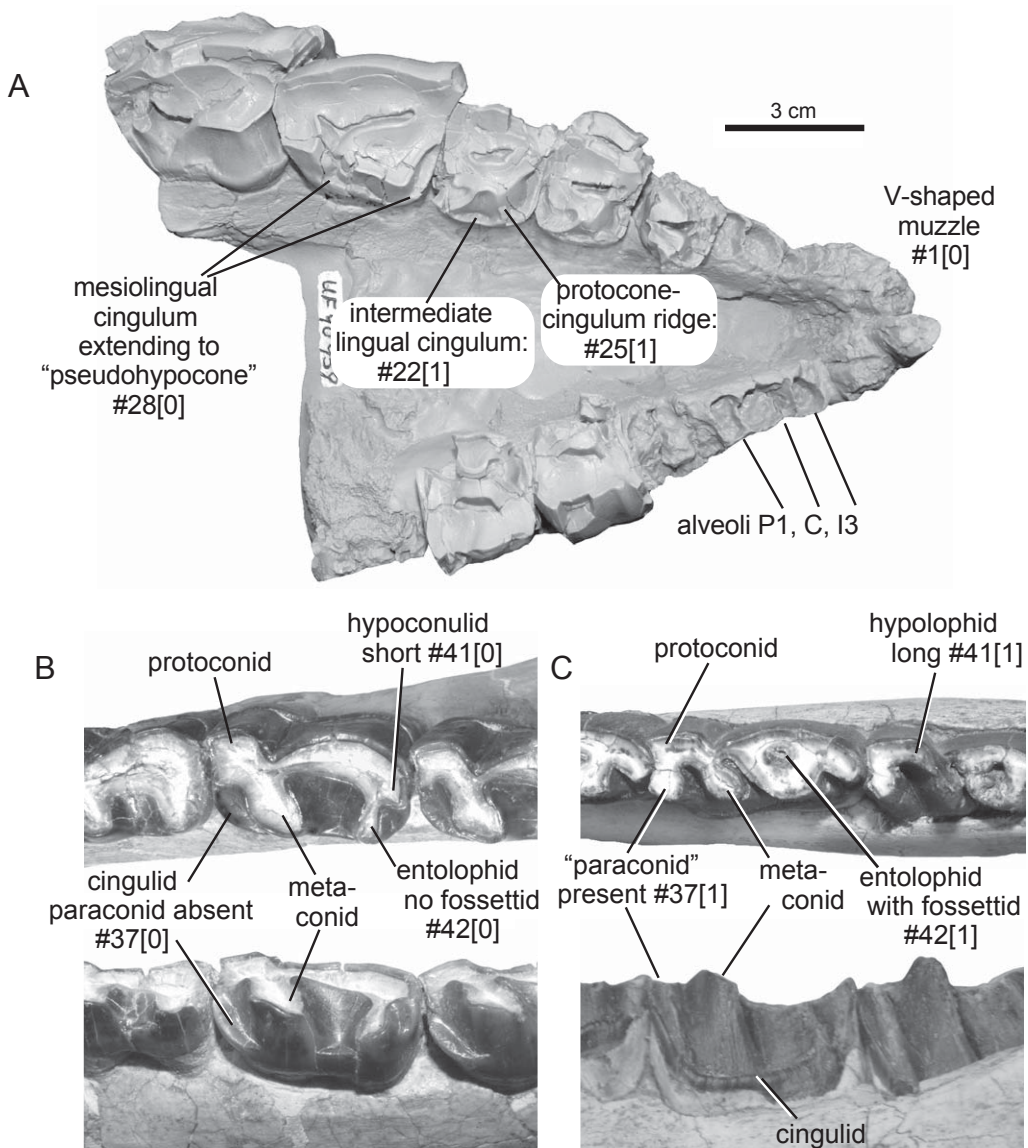 A
3 cm
V-shaped
muzzle
#1[0]
mesiolingual
cingulum
extending to
“pseudohypocone”
#28[0]
intermediate
lingual cingulum:
#22[1]
protocone-
cingulum ridge:
#25[1]
alveoli P1, C, I3
B
protoconid
hypoconulid
short #41[0]
cingulid
paraconid absent
#37[0]
meta-
conid
entolophid
no fossettid
#42[0]
C
protoconid
hypolophid
long #41[1]
“paraconid”
present #37[1]
meta-
conid
entolophid
with fossettid
#42[1]
cingulid